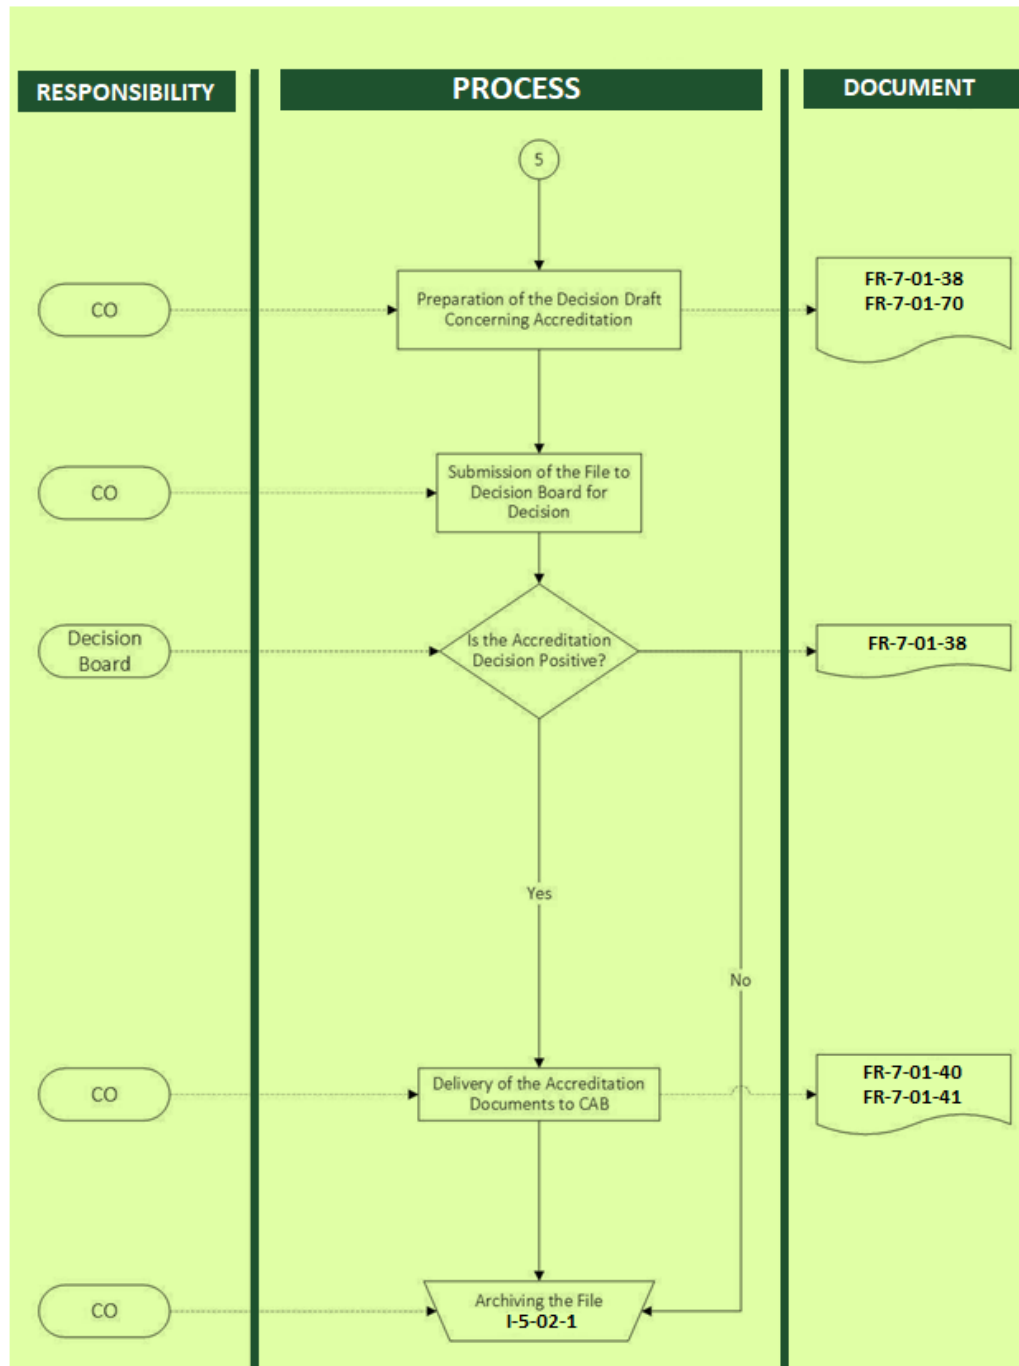 RESPONSIBILITY
PROCESS
DOCUMENT
5
CO
Preparation of the Decision Draft
Concerning Accreditation
FR-7-01-38
FR-7-01-70
CO
Submission of the File to
Decision Board for
Decision
Decision
Board
Is the Accreditation
Decision Positive?
FR-7-01-38
Yes
No
CO
Delivery of the Accreditation
Documents to CAB
FR-7-01-40
FR-7-01-41
CO
Archiving the File
I-5-02-1